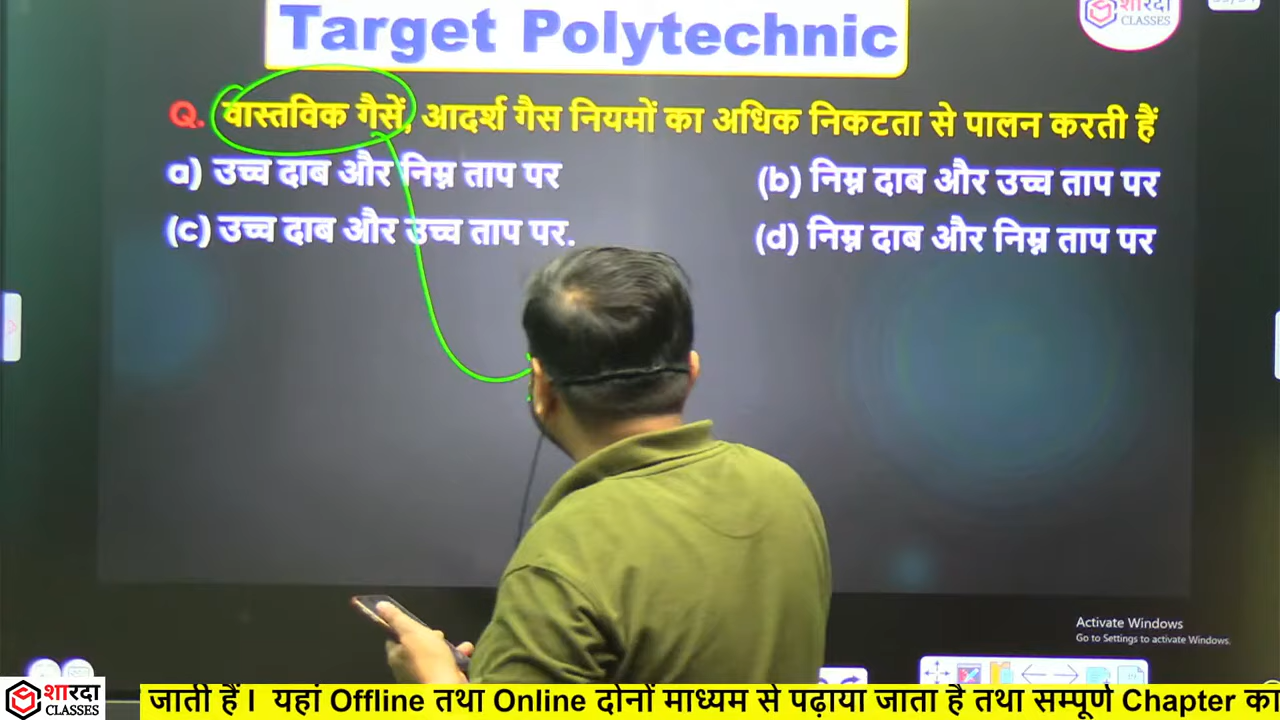 Target Polytechnic
शारदा
CLASSES
Q. वास्तविक गैसें, आदर्श गैस नियमों का अधिक निकटता से पालन करती हैं
a) उच्च दाब और निम्न ताप पर
(b) निम्न दाब और उच्च ताप पर
(c) उच्च दाब और उच्च ताप पर.
(d) निम्न दाब और निम्न ताप पर
Activate Windows
Go to Settings to activate Windows.
शारदा
CLASSES
जाती हैं। यहां Offline तथा Online दोनों माध्यम से पढ़ाया जाता है तथा सम्पूर्ण Chapter का